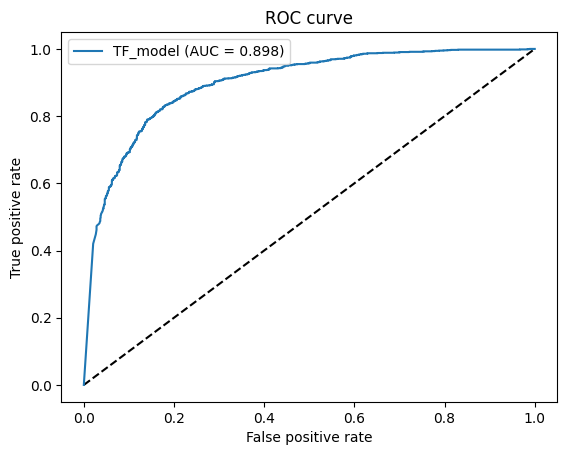 ROC curve
TF_model (AUC = 0.898)
True positive rate
1.0
0.8
0.6
0.4
0.2
0.0
0.0 0.2 0.4 0.6 0.8 1.0
False positive rate